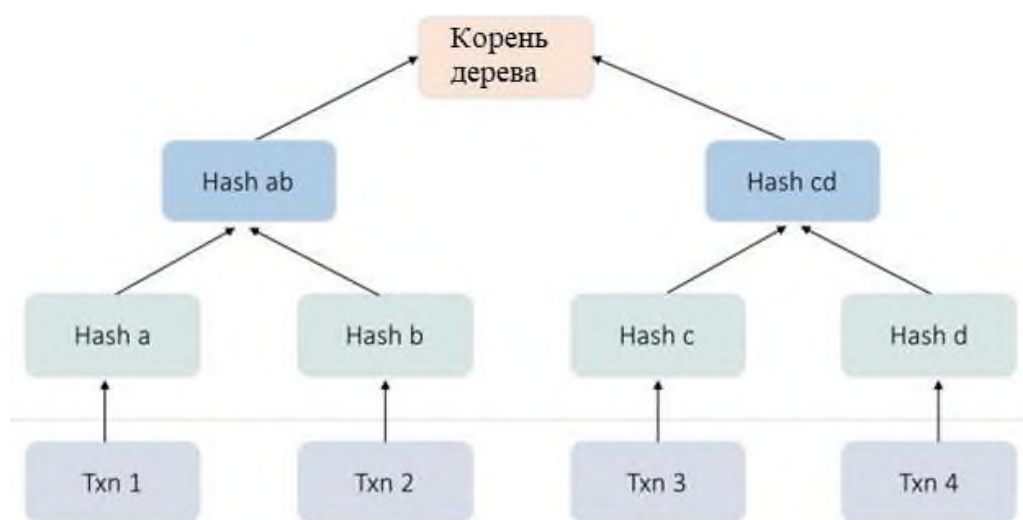 Корень
дерева
Hash ab
Hash cd
Hash a
Hash b
Hash c
Hash d
Txn 1
Txn 2
Txn 3
Txn 4